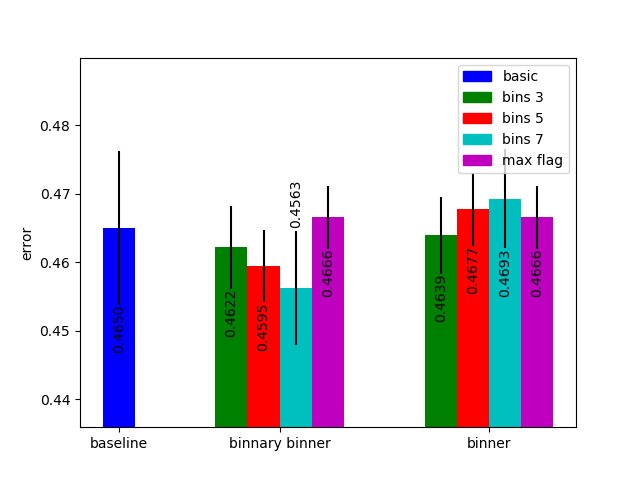 basic
bins 3
bins 5
bins 7
max flag
error
0.48
0.47
0.46
0.45
0.44
0.4650
0.4622
0.4595
0.4563
0.4666
0.4639
0.4677
0.4693
0.4666
baseline
binnary binner
binner